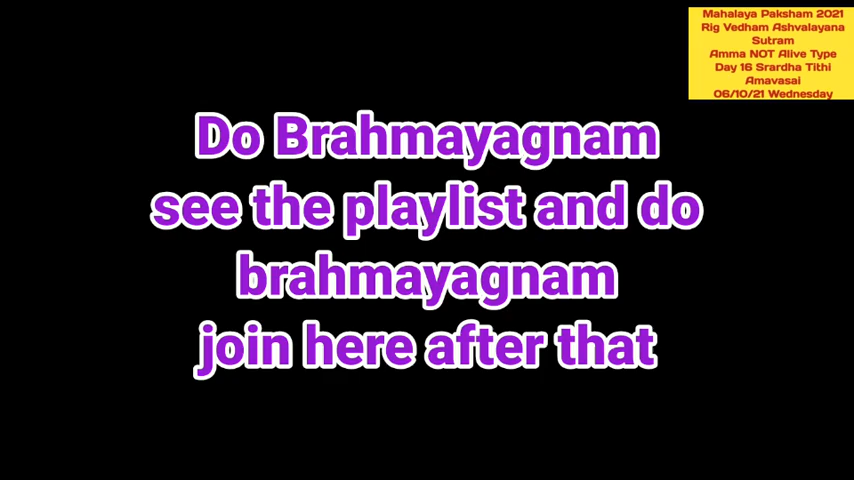 Mahalaya Paksham 2021
Rig Vedham Ashvalayana
Sutram
Amma NOT Alive Type
Day 16 Srardha Tithi
Amavasai
06/10/21 Wednesday
Do Brahmayagnam
see the playlist and do
brahmayagnam
join here after that